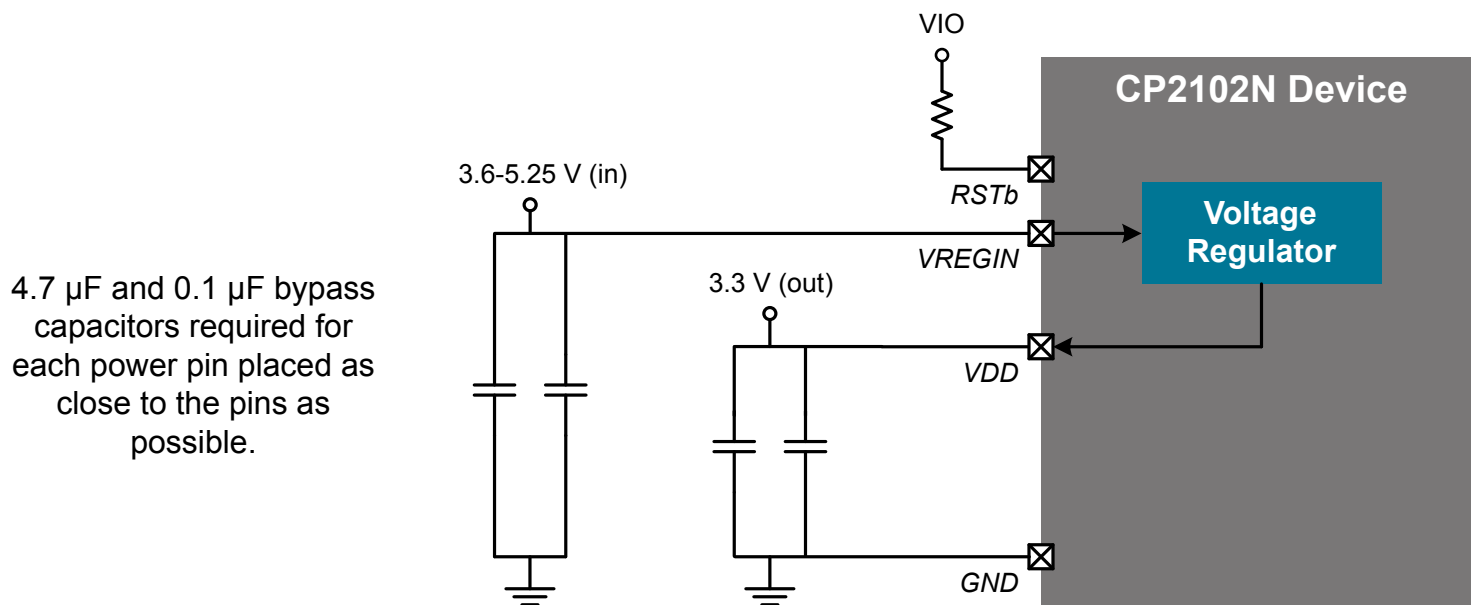 VIO
CP2102N Device
3.6-5.25 V (in)
RSTb
Voltage
Regulator
VREGIN
4.7 μF and 0.1 μF bypass
capacitors required for
each power pin placed as
close to the pins as
possible.
3.3 V (out)
VDD
GND